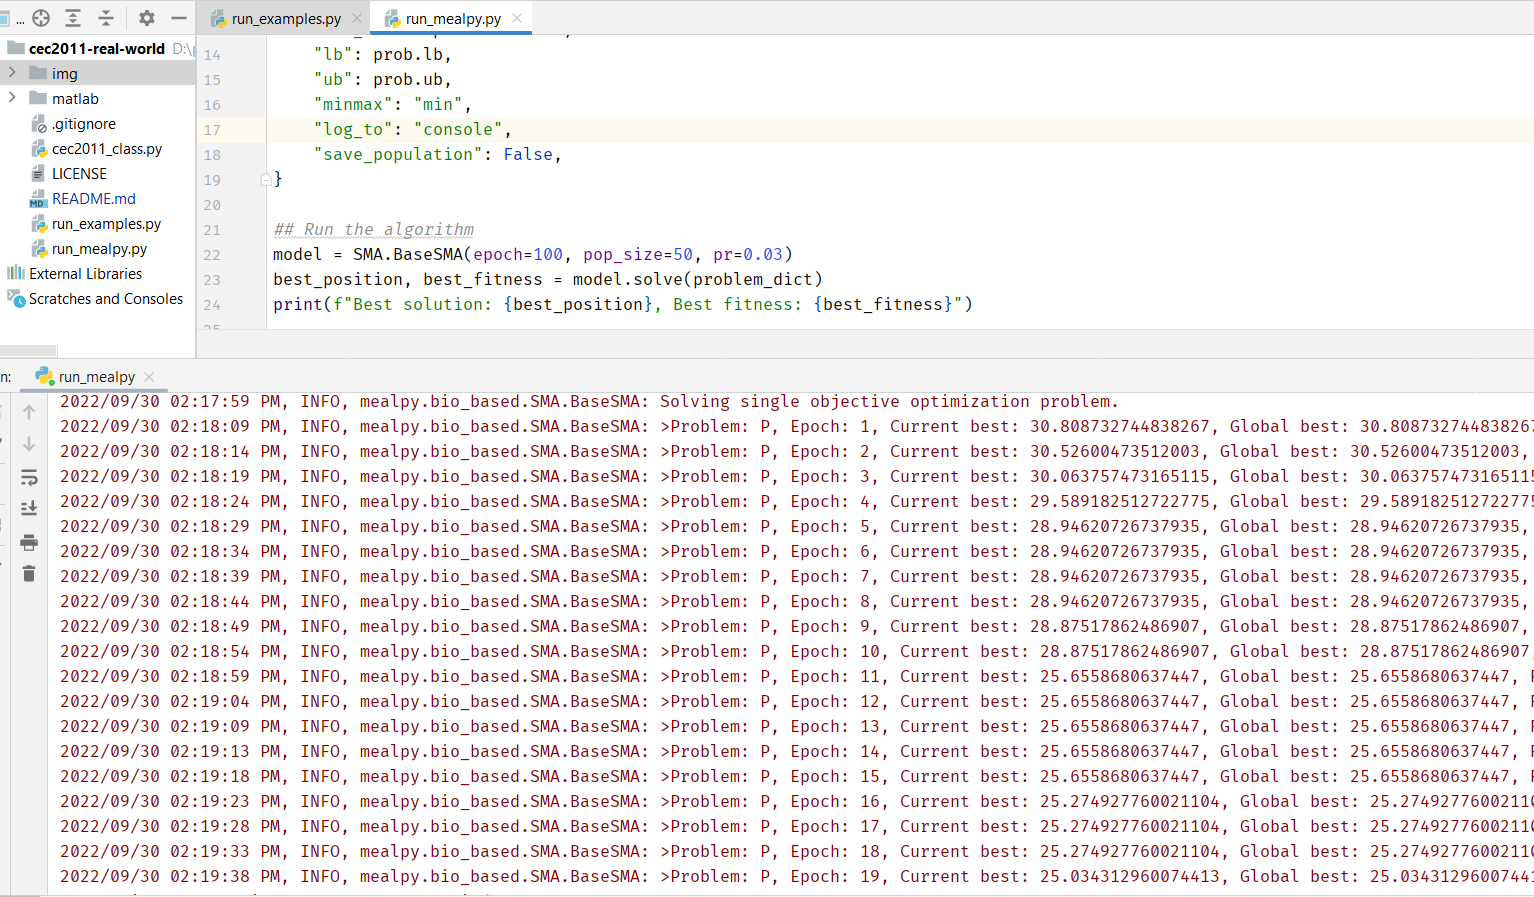 ...
run_examples.py
run_mealpy.py
cec2011-real-world D:\
img
matlab
.gitignore
cec2011_class.py
LICENSE
README.md
run_examples.py
run_mealpy.py
External Libraries
Scratches and Consoles
14 "lb": prob.lb,
15 "ub": prob.ub,
16 "minmax": "min",
17 "log_to": "console",
18 "save_population": False,
19 }
20
21 ## Run the algorithm
22 model = SMA.BaseSMA(epoch=100, pop_size=50, pr=0.03)
23 best_position, best_fitness = model.solve(problem_dict)
24 print(f"Best solution: {best_position}, Best fitness: {best_fitness}")
25
n: run_mealpy
2022/09/30 02:17:59 PM, INFO, mealpy.bio_based.SMA.BaseSMA: Solving single objective optimization problem.
2022/09/30 02:18:09 PM, INFO, mealpy.bio_based.SMA.BaseSMA: >Problem: P, Epoch: 1, Current best: 30.808732744838267, Global best: 30.808732744838267
2022/09/30 02:18:14 PM, INFO, mealpy.bio_based.SMA.BaseSMA: >Problem: P, Epoch: 2, Current best: 30.52600473512003, Global best: 30.52600473512003,
2022/09/30 02:18:19 PM, INFO, mealpy.bio_based.SMA.BaseSMA: >Problem: P, Epoch: 3, Current best: 30.063757473165115, Global best: 30.063757473165115
2022/09/30 02:18:24 PM, INFO, mealpy.bio_based.SMA.BaseSMA: >Problem: P, Epoch: 4, Current best: 29.589182512722775, Global best: 29.589182512722775
2022/09/30 02:18:29 PM, INFO, mealpy.bio_based.SMA.BaseSMA: >Problem: P, Epoch: 5, Current best: 28.94620726737935, Global best: 28.94620726737935,
2022/09/30 02:18:34 PM, INFO, mealpy.bio_based.SMA.BaseSMA: >Problem: P, Epoch: 6, Current best: 28.94620726737935, Global best: 28.94620726737935,
2022/09/30 02:18:39 PM, INFO, mealpy.bio_based.SMA.BaseSMA: >Problem: P, Epoch: 7, Current best: 28.94620726737935, Global best: 28.94620726737935,
2022/09/30 02:18:44 PM, INFO, mealpy.bio_based.SMA.BaseSMA: >Problem: P, Epoch: 8, Current best: 28.94620726737935, Global best: 28.94620726737935,
2022/09/30 02:18:49 PM, INFO, mealpy.bio_based.SMA.BaseSMA: >Problem: P, Epoch: 9, Current best: 28.87517862486907, Global best: 28.87517862486907,
2022/09/30 02:18:54 PM, INFO, mealpy.bio_based.SMA.BaseSMA: >Problem: P, Epoch: 10, Current best: 28.87517862486907, Global best: 28.87517862486907,
2022/09/30 02:18:59 PM, INFO, mealpy.bio_based.SMA.BaseSMA: >Problem: P, Epoch: 11, Current best: 25.6558680637447, Global best: 25.6558680637447,
2022/09/30 02:19:04 PM, INFO, mealpy.bio_based.SMA.BaseSMA: >Problem: P, Epoch: 12, Current best: 25.6558680637447, Global best: 25.6558680637447,
2022/09/30 02:19:09 PM, INFO, mealpy.bio_based.SMA.BaseSMA: >Problem: P, Epoch: 13, Current best: 25.6558680637447, Global best: 25.6558680637447,
2022/09/30 02:19:13 PM, INFO, mealpy.bio_based.SMA.BaseSMA: >Problem: P, Epoch: 14, Current best: 25.6558680637447, Global best: 25.6558680637447,
2022/09/30 02:19:18 PM, INFO, mealpy.bio_based.SMA.BaseSMA: >Problem: P, Epoch: 15, Current best: 25.6558680637447, Global best: 25.6558680637447,
2022/09/30 02:19:23 PM, INFO, mealpy.bio_based.SMA.BaseSMA: >Problem: P, Epoch: 16, Current best: 25.274927760021104, Global best: 25.27492776002110
2022/09/30 02:19:28 PM, INFO, mealpy.bio_based.SMA.BaseSMA: >Problem: P, Epoch: 17, Current best: 25.274927760021104, Global best: 25.27492776002110
2022/09/30 02:19:33 PM, INFO, mealpy.bio_based.SMA.BaseSMA: >Problem: P, Epoch: 18, Current best: 25.274927760021104, Global best: 25.27492776002110
2022/09/30 02:19:38 PM, INFO, mealpy.bio_based.SMA.BaseSMA: >Problem: P, Epoch: 19, Current best: 25.034312960074413, Global best: 25.03431296007441